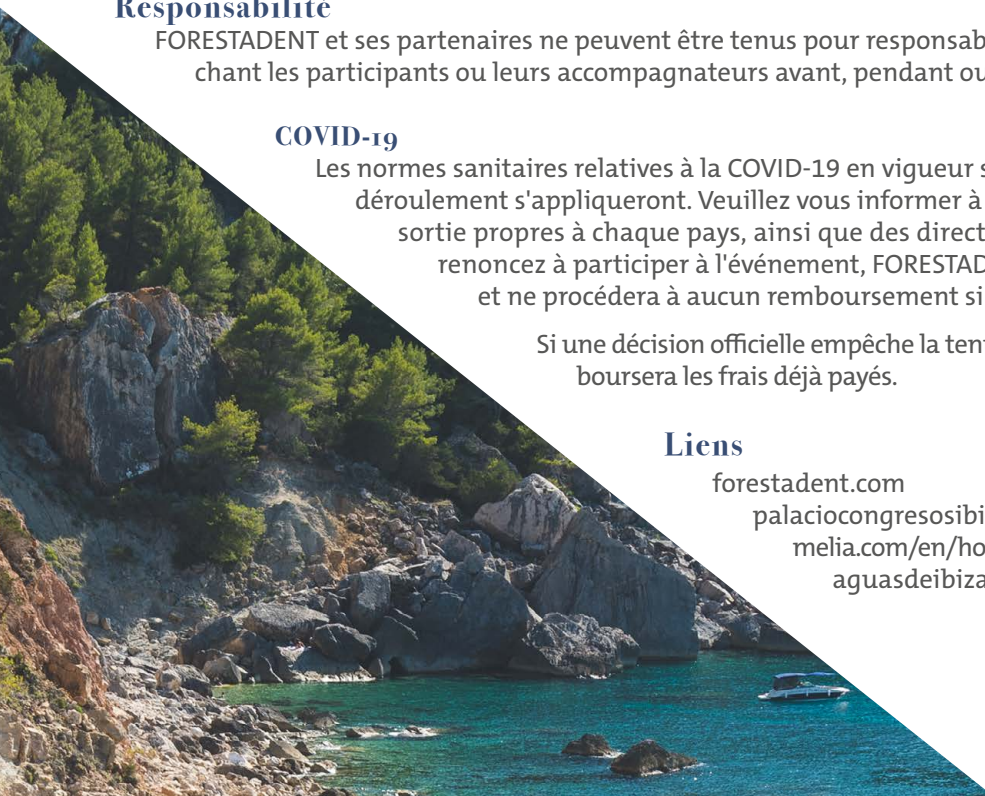 Responsabilité
FORESTADENT et ses partenaires ne peuvent être tenus pour responsab
chant les participants ou leurs accompagnateurs avant, pendant ou
COVID-19
Les normes sanitaires relatives à la COVID-19 en vigueur s
déroulement s'appliqueront. Veuillez vous informer à
sortie propres à chaque pays, ainsi que des direct
renoncez à participer à l'événement, FORESTAD
et ne procédera à aucun remboursement si
Si une décision officielle empêche la ten
boursera les frais déjà payés.
Liens
forestadent.com
palaciocongresosibi
melia.com/en/ho
aguasdeibiza